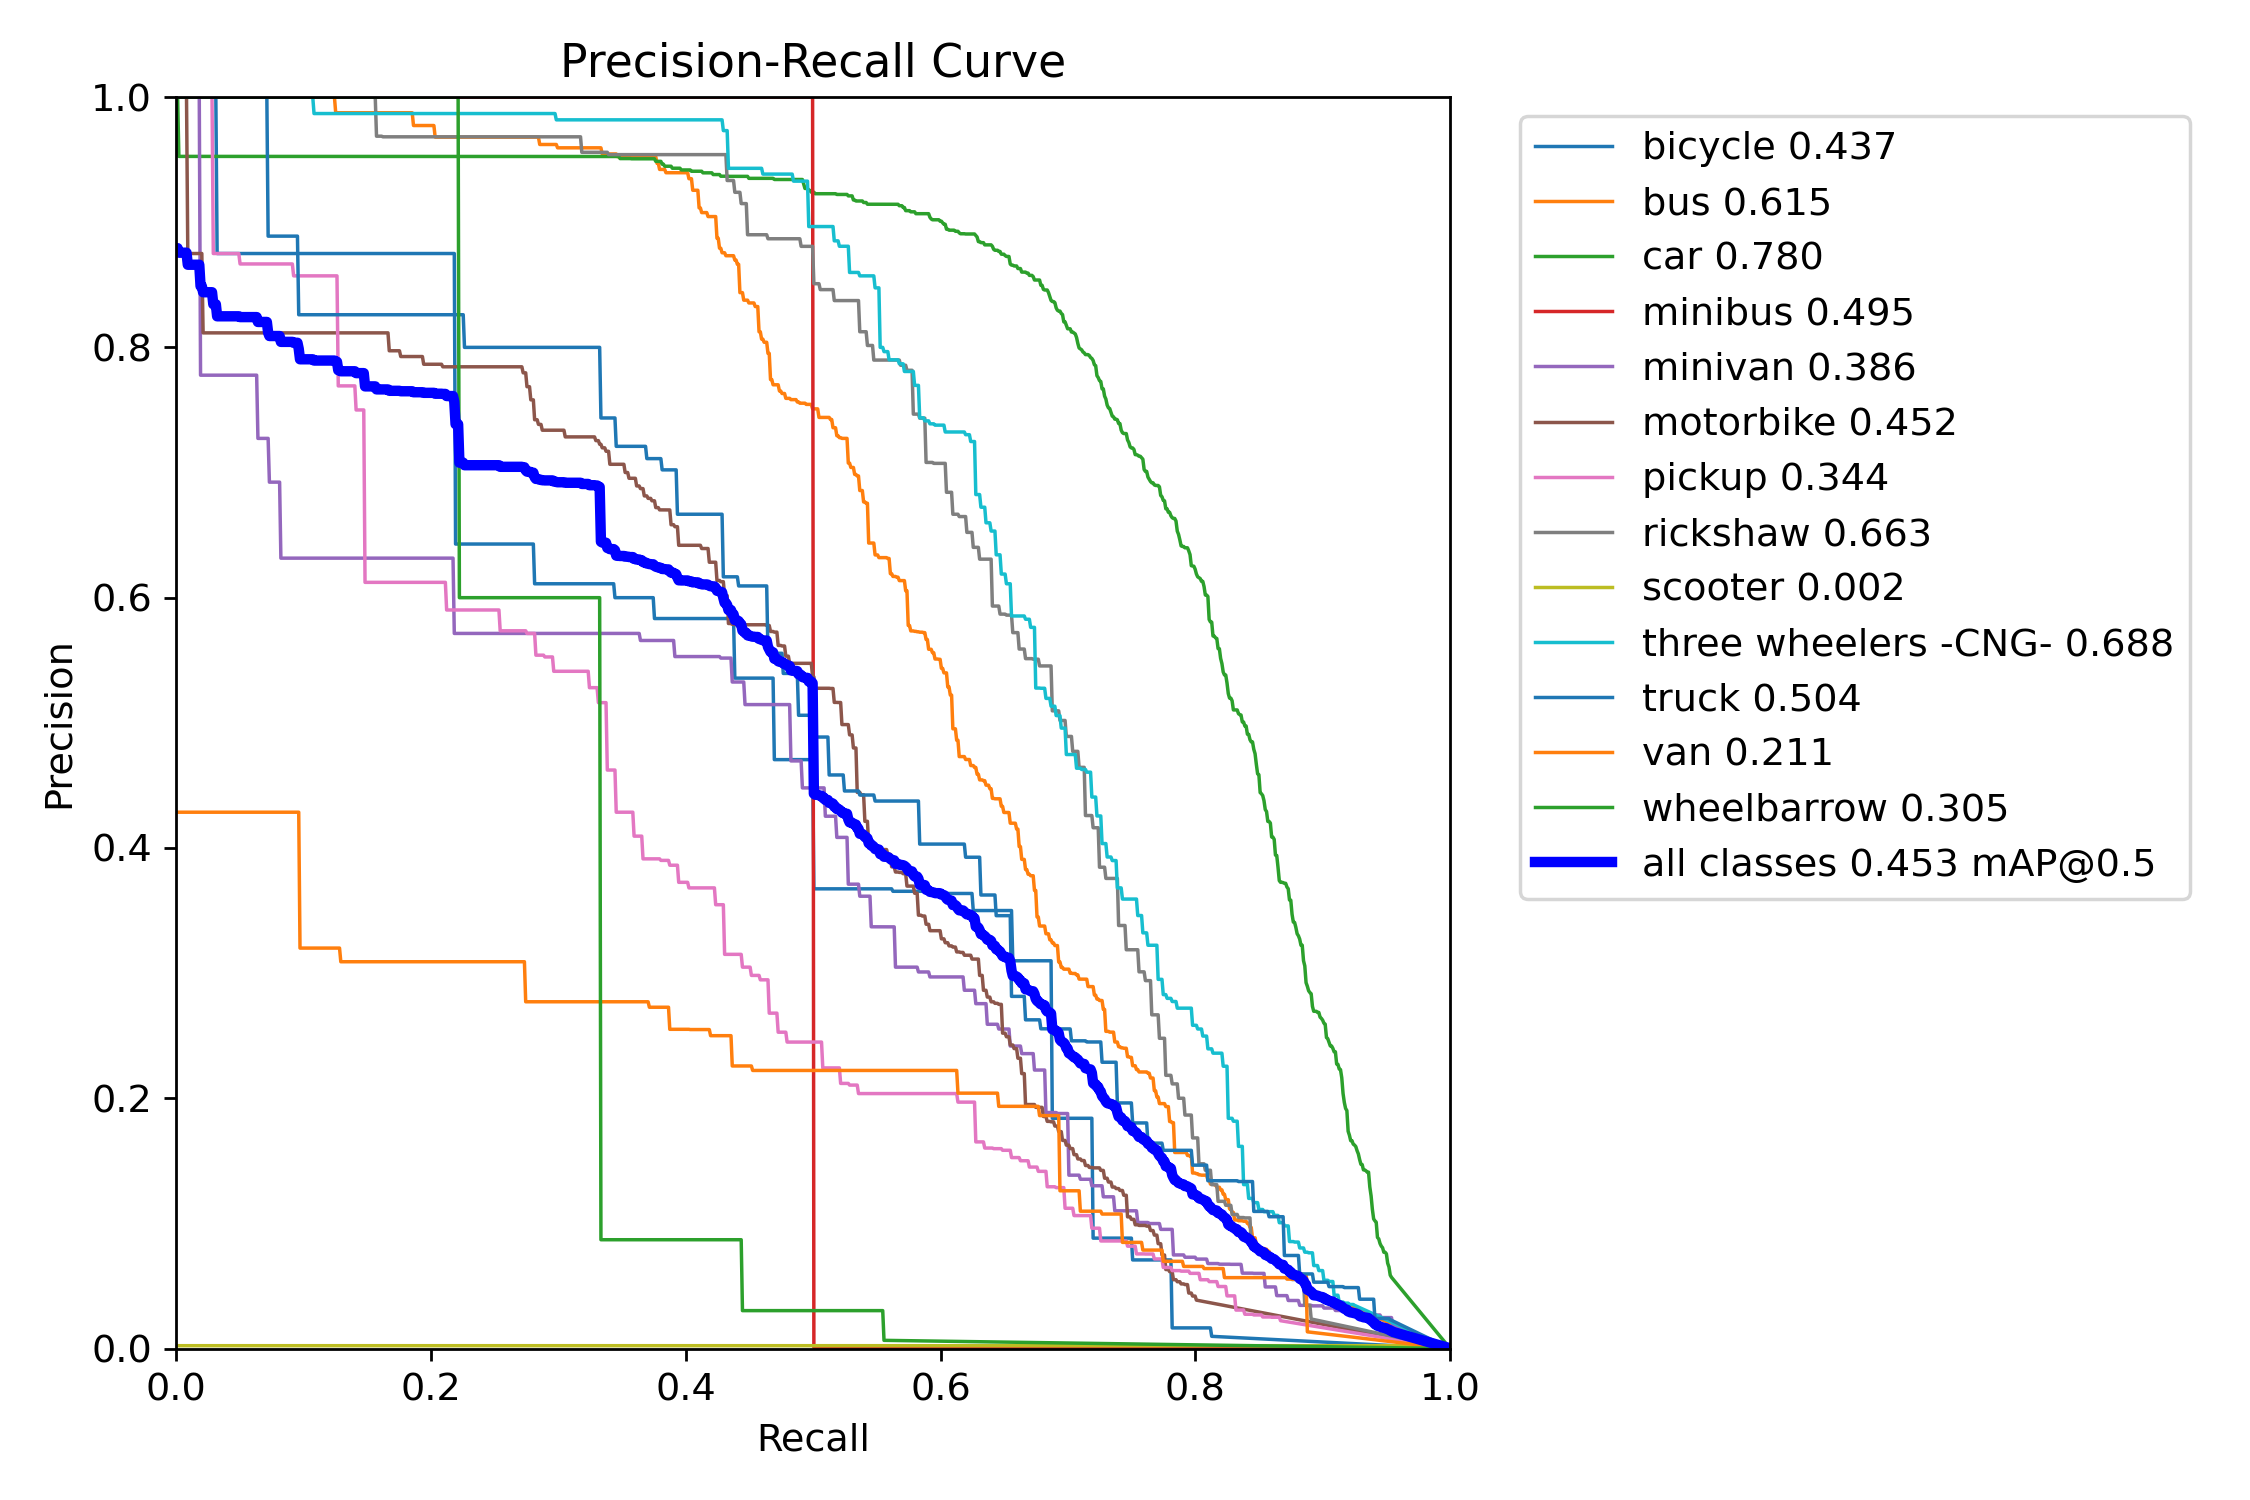 Precision-Recall Curve
1.0
0.8
0.6
0.4
0.2
0.0
Precision
0.0 0.2 0.4 0.6 0.8 1.0
Recall
bicycle 0.437
bus 0.615
car 0.780
minibus 0.495
minivan 0.386
motorbike 0.452
pickup 0.344
rickshaw 0.663
scooter 0.002
three wheelers -CNG- 0.688
truck 0.504
van 0.211
wheelbarrow 0.305
all classes 0.453 mAP@0.5